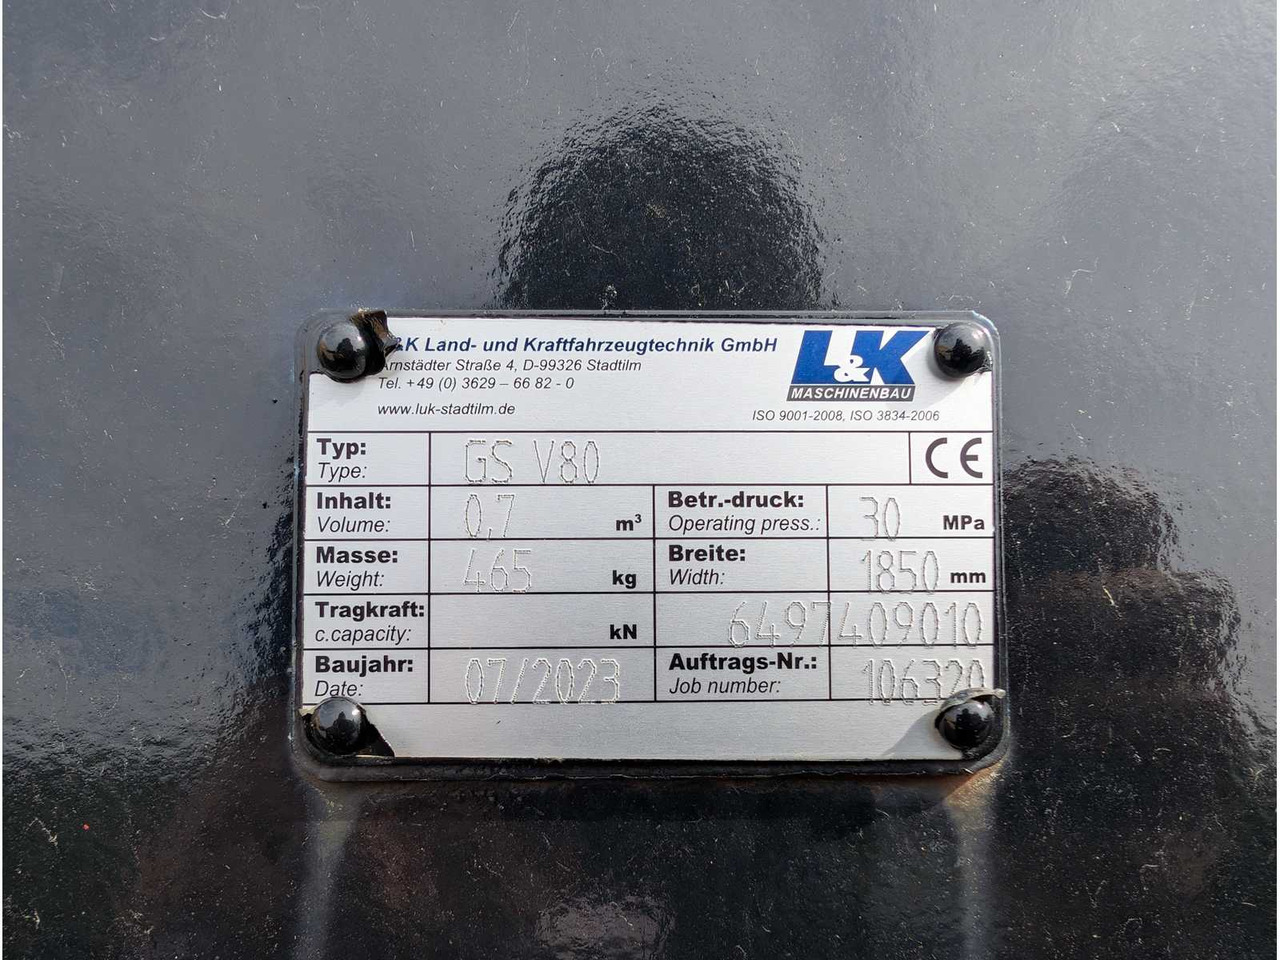 &K Land- und Kraftfahrzeugtechnik GmbH
Arnstädter Straße 4, D-99326 Stadtilm
Tel. +49 (0) 3629 – 66 82 - 0
www.luk-stadtilm.de
L&K
MASCHINENBAU
ISO 9001-2008, ISO 3834-2006
Typ: GS V80 CE
Type:
Inhalt: 0,7 m³ Betr.-druck: 30 MPa
Volume: Operating press.:
Masse: 465 kg Breite: 1850 mm
Weight: Width:
Tragkraft: kN 6497409010
c.capacity:
Baujahr: 07/2023 Auftrags-Nr.: 106320
Date: Job number: